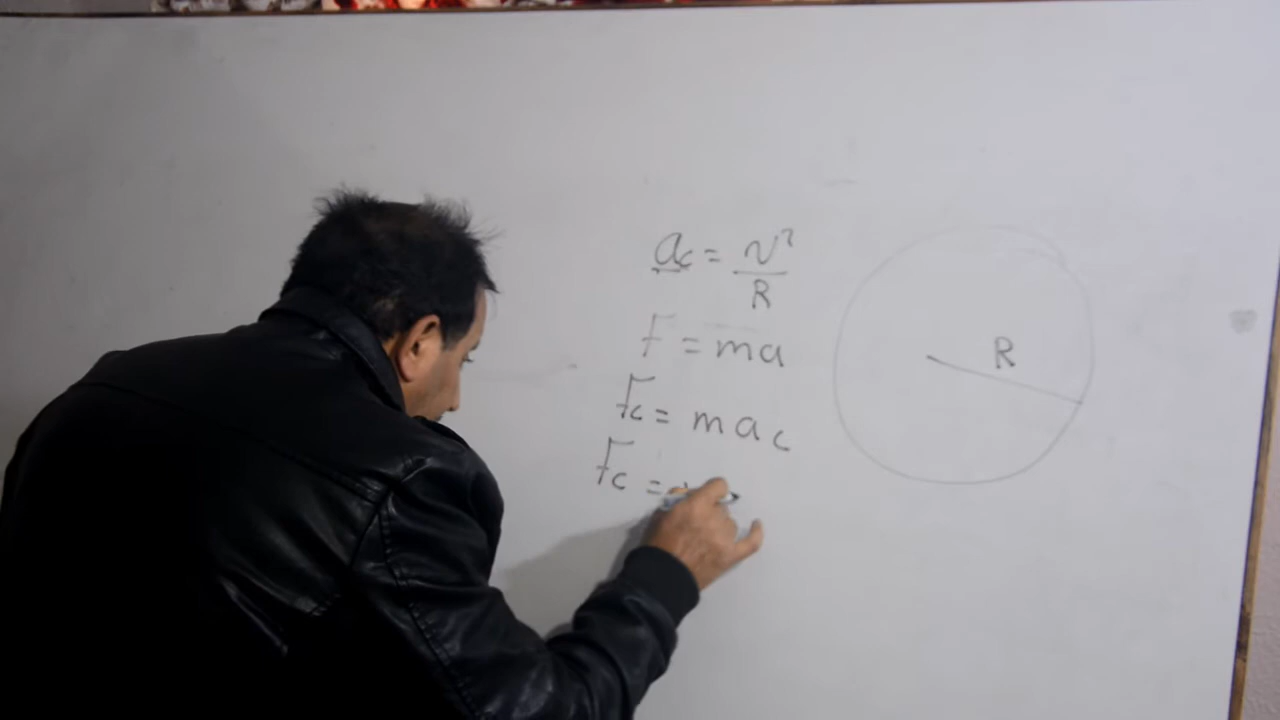 ac = v²/R
F = ma
R
Fc = mac
Fc =